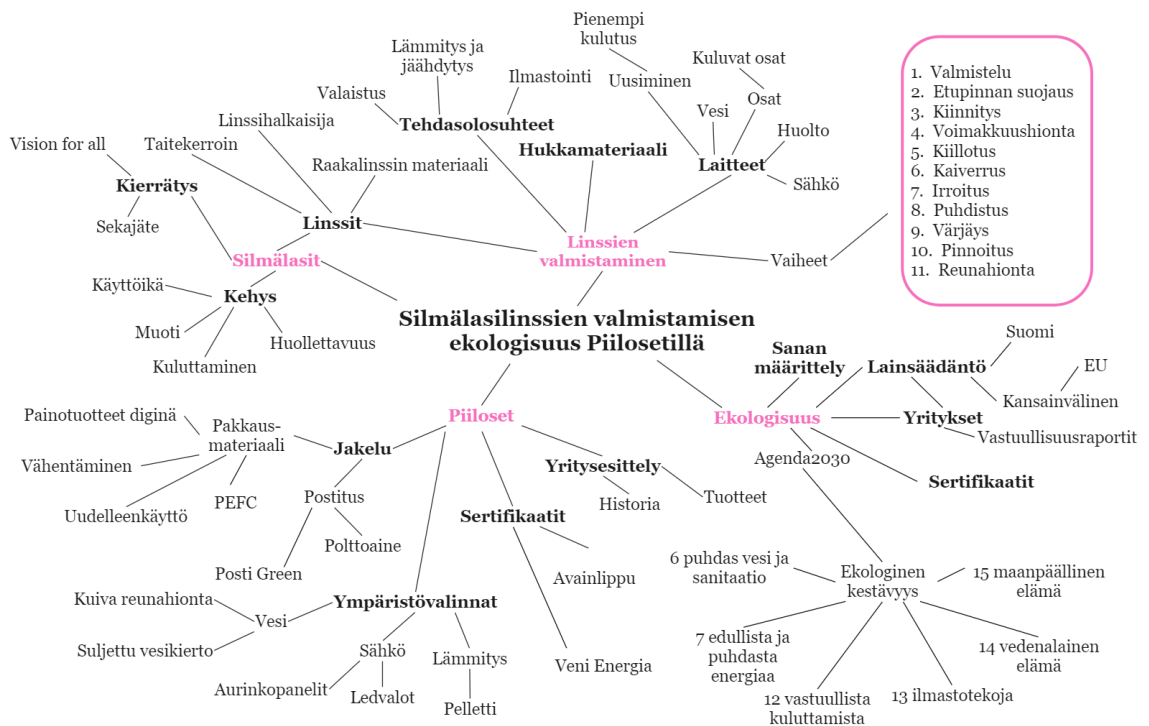 Pienempi
kulutus
Lämmitys ja
jäähdytys
Ilmastointi
Uusiminen
Kuluvat osat
Valaistus
Osat
Linssihalkaisija
Tehdasolosuhteet
Vesi
Huolto
Vision for all
Taitekerroin
Raakalinssin materiaali
Hukkamateriaali
Laitteet
Sähkö
Kierrätys
Sekajäte
Linssit
1. Valmistelu
2. Etupinnan suojaus
3. Kiinnitys
4. Voimakkuushionta
5. Kiillotus
6. Kaiverrus
7. Irroitus
8. Puhdistus
9. Värjäys
10. Pinnoitus
11. Reunahionta
Silmälasit
Linssien
valmistaminen
Vaiheet
Käyttöikä
Kehys
Muoti
Huollettavuus
Kuluttaminen
Silmälasilinssien valmistamisen
ekologisuus Piilosetillä
Sanan
määrittely
Lainsäädäntö
Suomi
EU
Kansainvälinen
Painotuotteet diginä
Pakkaus-
materiaali
Jakelu
Piiloset
Ekologisuus
Yritykset
Vastuullisuusraportit
Vähentäminen
Yritysesittely
Agenda2030
Sertifikaatit
Uudelleenkäyttö
PEFC
Postitus
Historia
Tuotteet
Sertifikaatit
Polttoaine
Posti Green
Avainlippu
6 puhdas vesi ja
sanitaatio
Ekologinen
kestävyys
15 maanpäällinen
elämä
Kuiva reunahionta
Vesi
Ympäristövalinnat
Suljettu vesikierto
Sähkö
Lämmitys
Veni Energia
7 edullista ja
puhdasta
energiaa
14 vedenalainen
elämä
Aurinkopanelit
Ledvalot
Pelletti
12 vastuullista
kuluttamista
13 ilmastotekoja